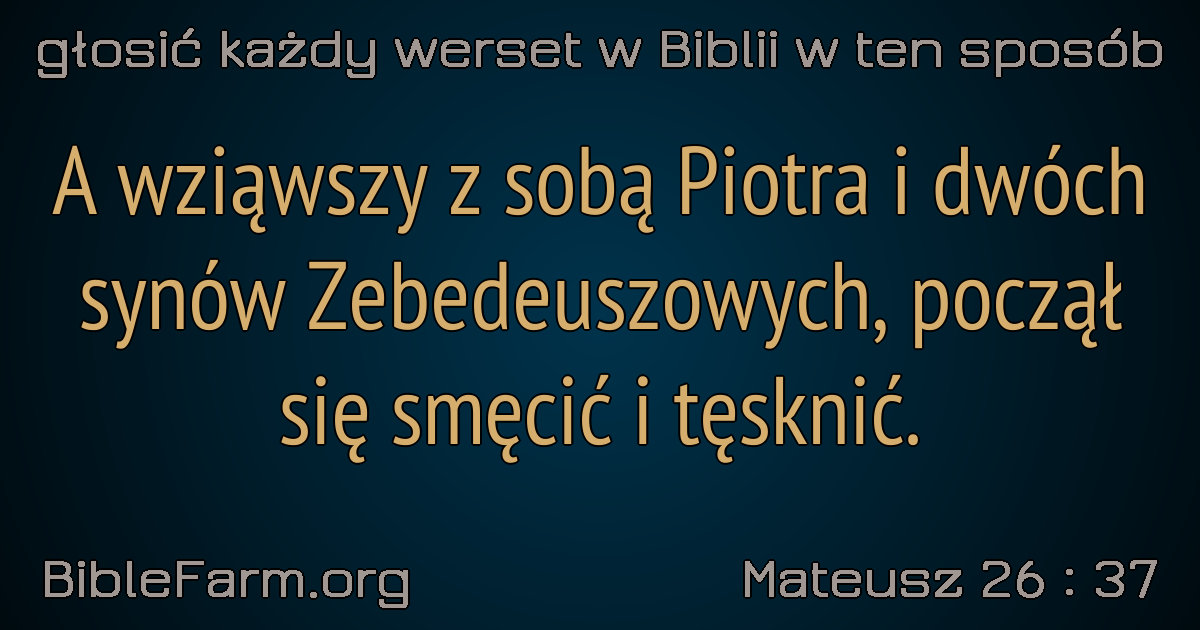 głosić każdy werset w Biblii w ten sposób
A wziąwszy z sobą Piotra i dwóch
synów Zebedeuszowych, począł
się smęcić i tęsknić.
BibleFarm.org
Mateusz 26 : 37